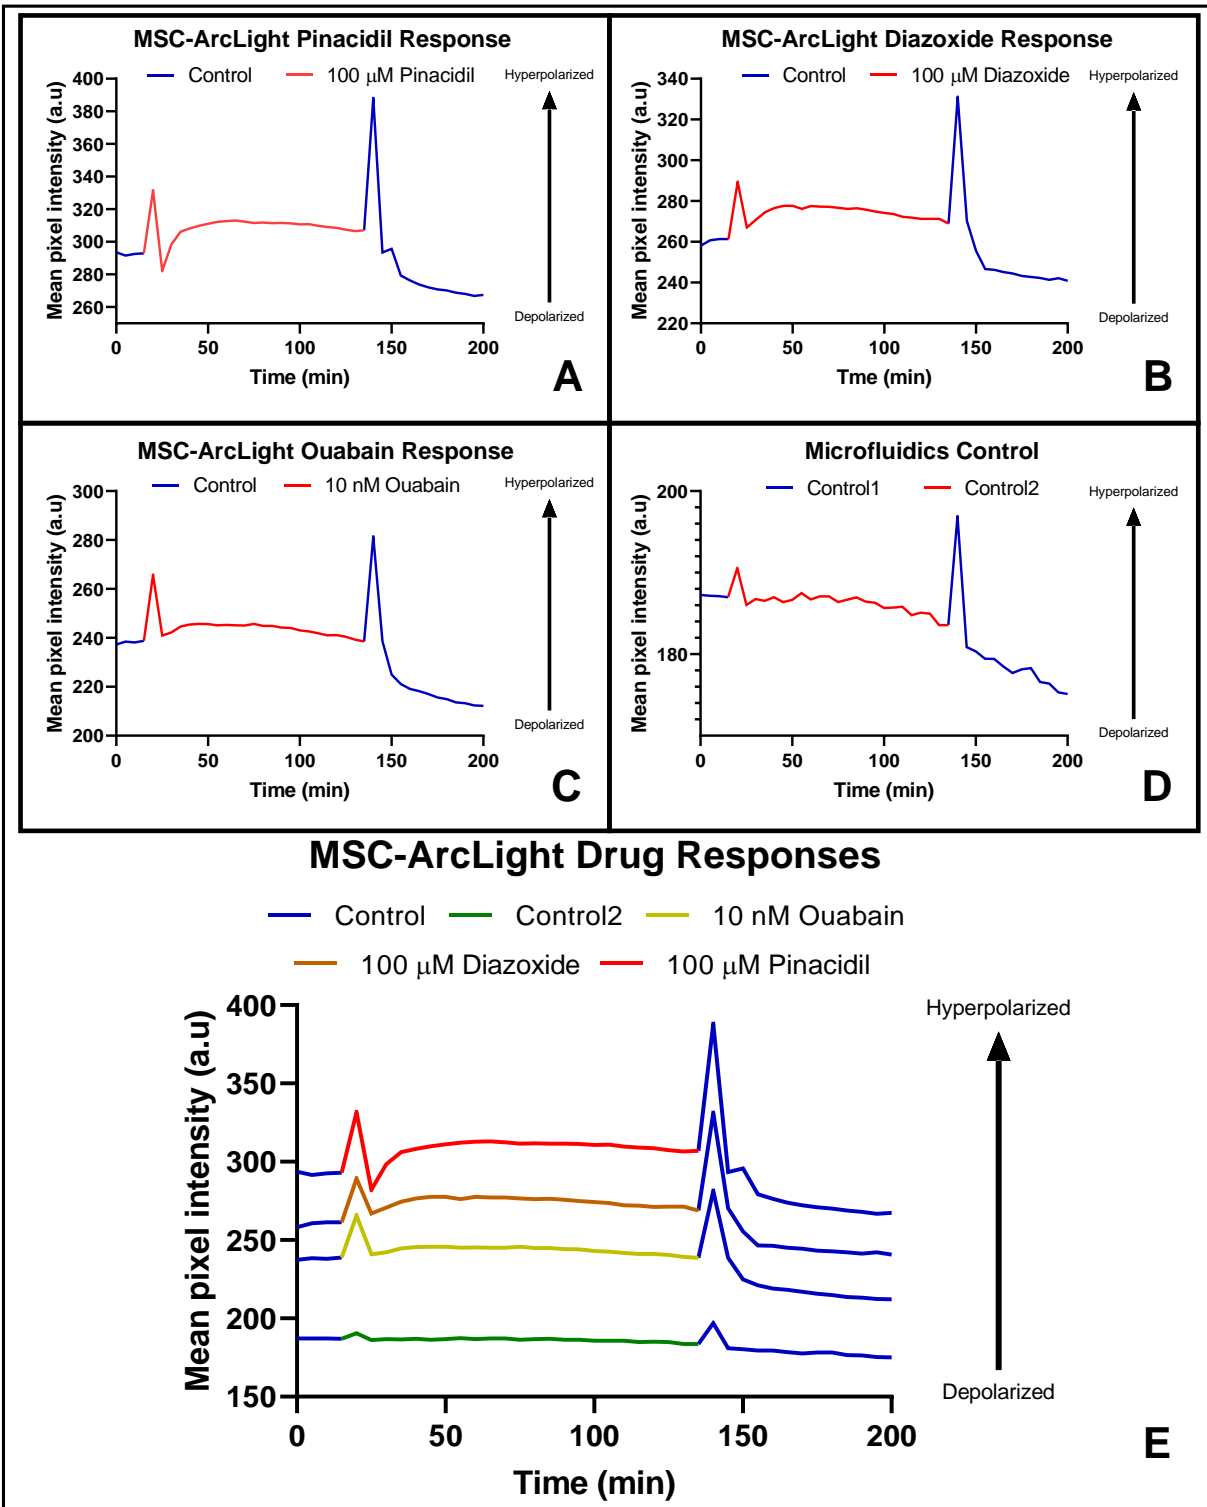 MSC-ArcLight Pinacidil Response
Control 100 μM Pinacidil
Hyperpolarized
Mean pixel intensity (a.u)
400
380
360
340
320
300
280
260
Depolarized
0 50 100 150 200
Time (min)
A
MSC-ArcLight Diazoxide Response
Control 100 μM Diazoxide
Hyperpolarized
Mean pixel intensity (a.u)
340
320
300
280
260
240
220
Depolarized
0 50 100 150 200
Tme (min)
B
MSC-ArcLight Ouabain Response
Control 10 nM Ouabain
Hyperpolarized
Mean pixel intensity (a.u)
300
280
260
240
220
200
Depolarized
0 50 100 150 200
Time (min)
C
Microfluidics Control
Control1 Control2
Hyperpolarized
Mean pixel intensity (a.u)
200
180
Depolarized
0 50 100 150 200
Time (min)
D
MSC-ArcLight Drug Responses
Control Control2 10 nM Ouabain
100 μM Diazoxide 100 μM Pinacidil
Hyperpolarized
Mean pixel intensity (a.u)
400
350
300
250
200
150
Depolarized
0 50 100 150 200
Time (min)
E